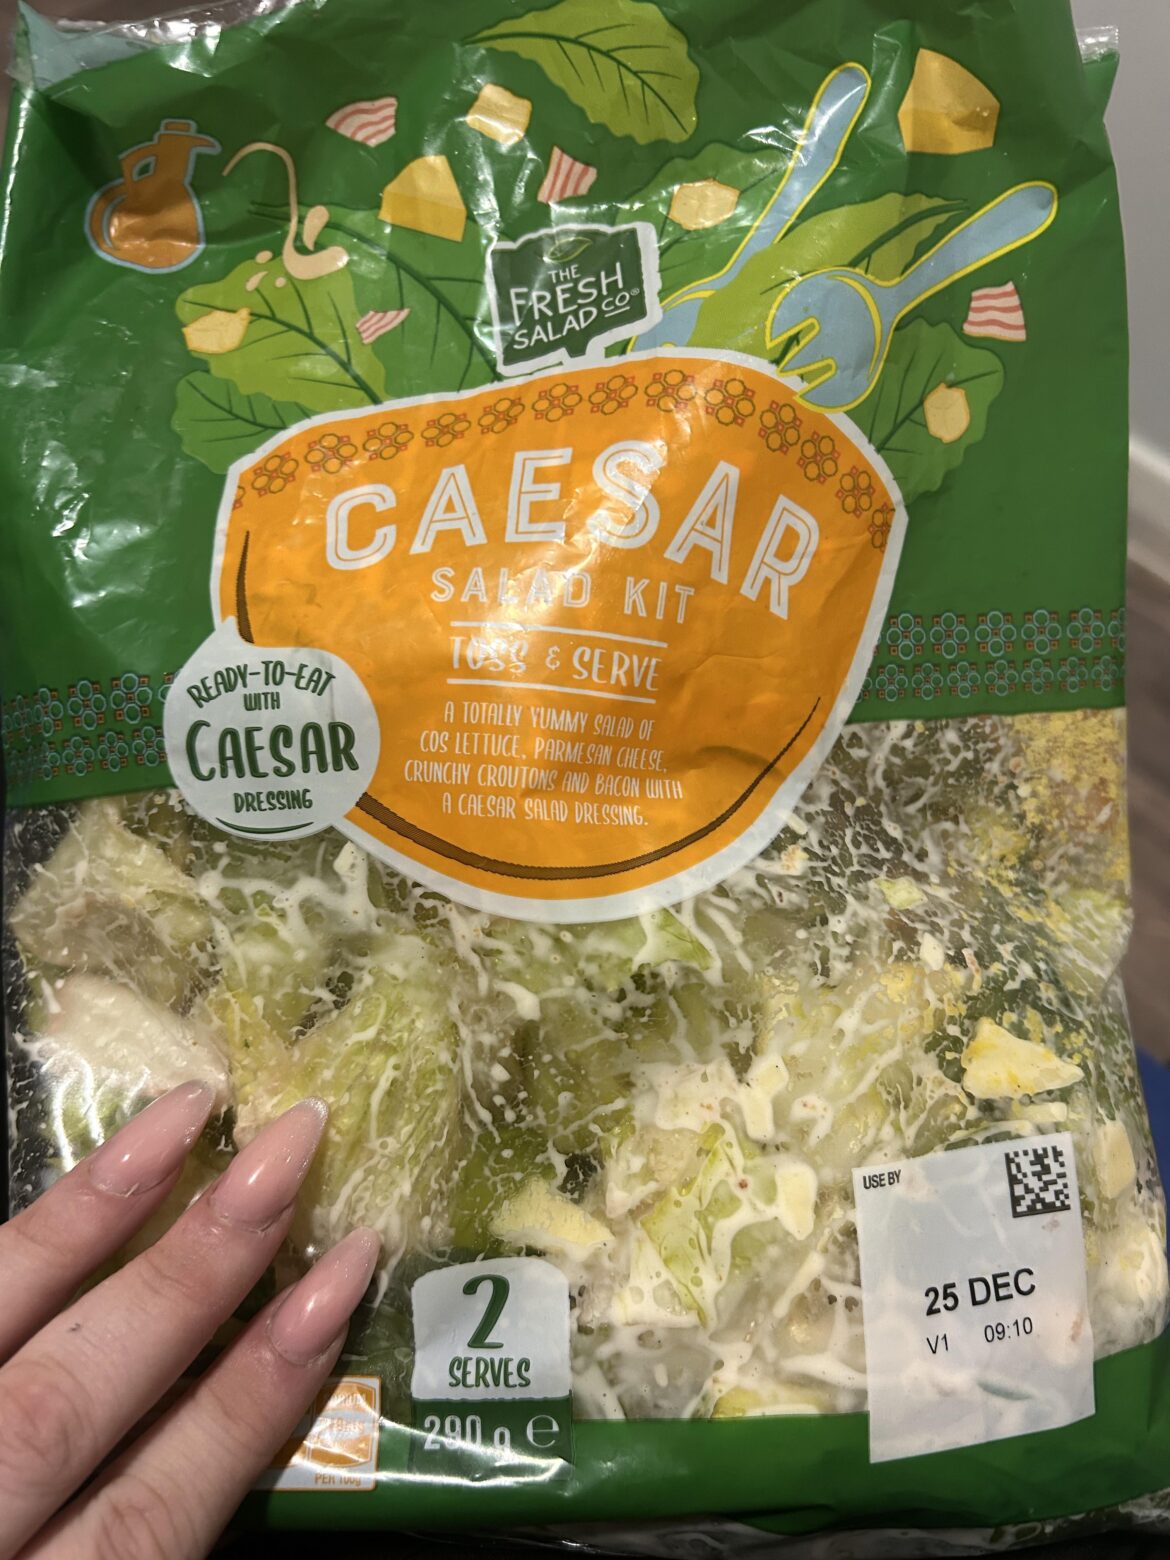 THE
FRESH
SALAD CO®
CAESAR
SALAD KIT
TOSS & SERVE
A TOTALLY YUMMY SALAD OF
COS LETTUCE, PARMESAN CHEESE,
CRUNCHY CROUTONS AND BACON WITH
A CAESAR SALAD DRESSING.
READY-TO-EAT
WITH
CAESAR
DRESSING
USE BY
25 DEC
V1 09:10
2
SERVES
290 g e
PER 100g